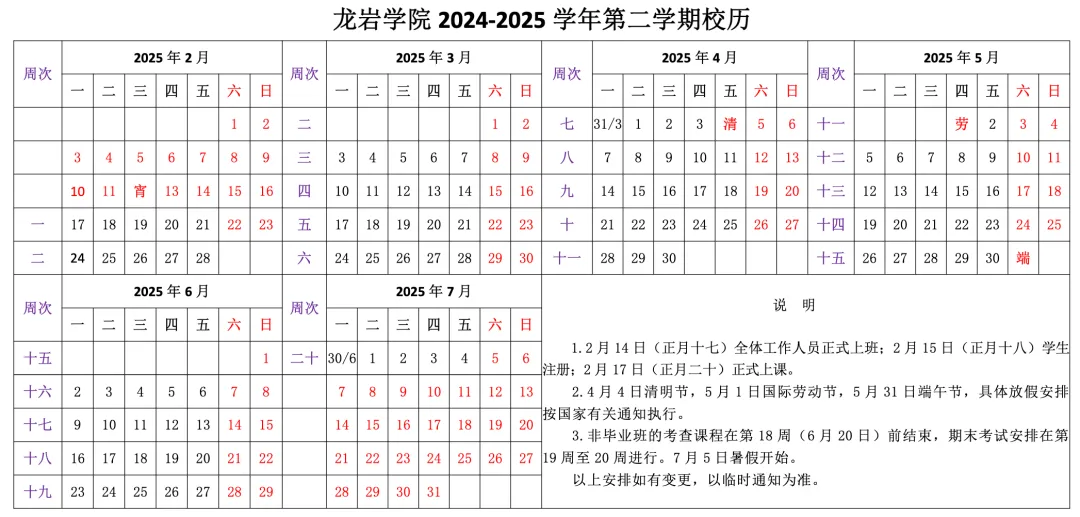 龙岩学院 2024-2025 学年第二学期校历
周次 2025 年 2 月 周次 2025 年 3 月 周次 2025 年 4 月 周次 2025 年 5 月
一 二 三 四 五 六 日 一 二 三 四 五 六 日 一 二 三 四 五 六 日 一 二 三 四 五 六 日
1 2 二 1 2 七 31/3 1 2 3 清 5 6 十一 劳 2 3 4
3 4 5 6 7 8 9 三 3 4 5 6 7 8 9 八 7 8 9 10 11 12 13 十二 5 6 7 8 9 10 11
10 11 宵 13 14 15 16 四 10 11 12 13 14 15 16 九 14 15 16 17 18 19 20 十三 12 13 14 15 16 17 18
一 17 18 19 20 21 22 23 五 17 18 19 20 21 22 23 十 21 22 23 24 25 26 27 十四 19 20 21 22 23 24 25
二 24 25 26 27 28 六 24 25 26 27 28 29 30 十一 28 29 30 十五 26 27 28 29 30 端
周次 2025 年 6 月 周次 2025 年 7 月
一 二 三 四 五 六 日 一 二 三 四 五 六 日
十五 1 二十 30/6 1 2 3 4 5 6
十六 2 3 4 5 6 7 8 7 8 9 10 11 12 13
十七 9 10 11 12 13 14 15 14 15 16 17 18 19 20
十八 16 17 18 19 20 21 22 21 22 23 24 25 26 27
十九 23 24 25 26 27 28 29 28 29 30 31
说 明
1.2 月 14 日（正月十七）全体工作人员正式上班；2 月 15 日（正月十八）学生
注册；2 月 17 日（正月二十）正式上课。
2.4 月 4 日清明节，5 月 1 日国际劳动节，5 月 31 日端午节，具体放假安排
按国家有关通知执行。
3.非毕业班的考查课程在第 18 周（6 月 20 日）前结束，期末考试安排在第
19 周至 20 周进行。7 月 5 日暑假开始。
以上安排如有变更，以临时通知为准。